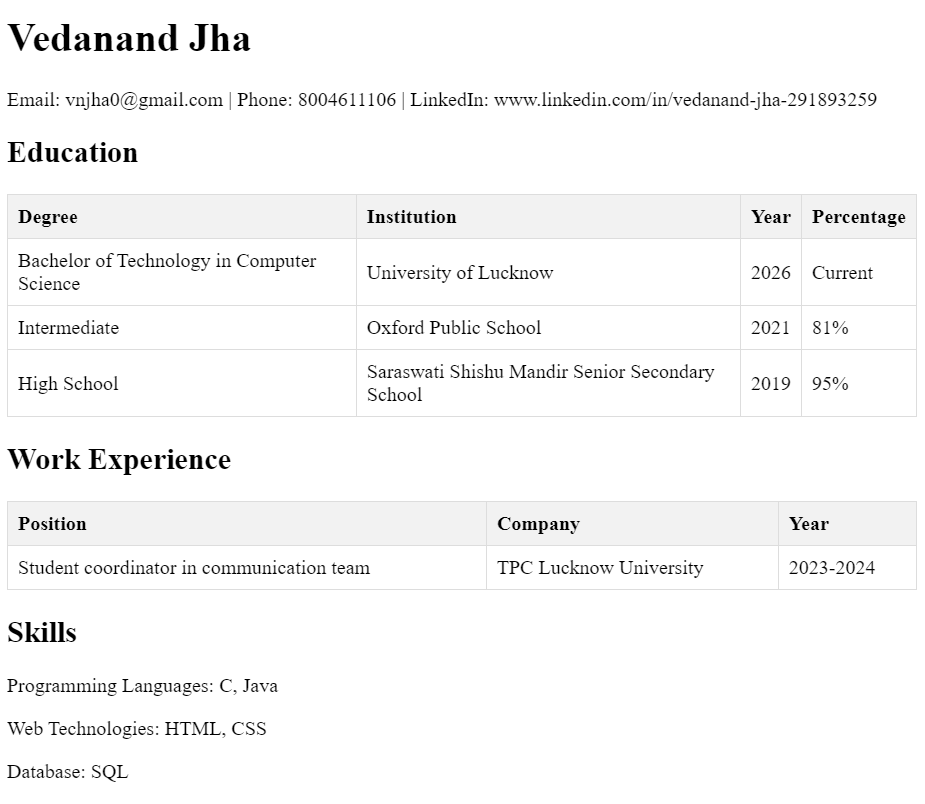 Vedanand Jha
Email: vnjha0@gmail.com | Phone: 8004611106 | LinkedIn: www.linkedin.com/in/vedanand-jha-291893259
Education
Degree Institution Year Percentage
Bachelor of Technology in Computer
Science University of Lucknow 2026 Current
Intermediate Oxford Public School 2021 81%
High School Saraswati Shishu Mandir Senior Secondary
School 2019 95%
Work Experience
Position Company Year
Student coordinator in communication team TPC Lucknow University 2023-2024
Skills
Programming Languages: C, Java
Web Technologies: HTML, CSS
Database: SQL